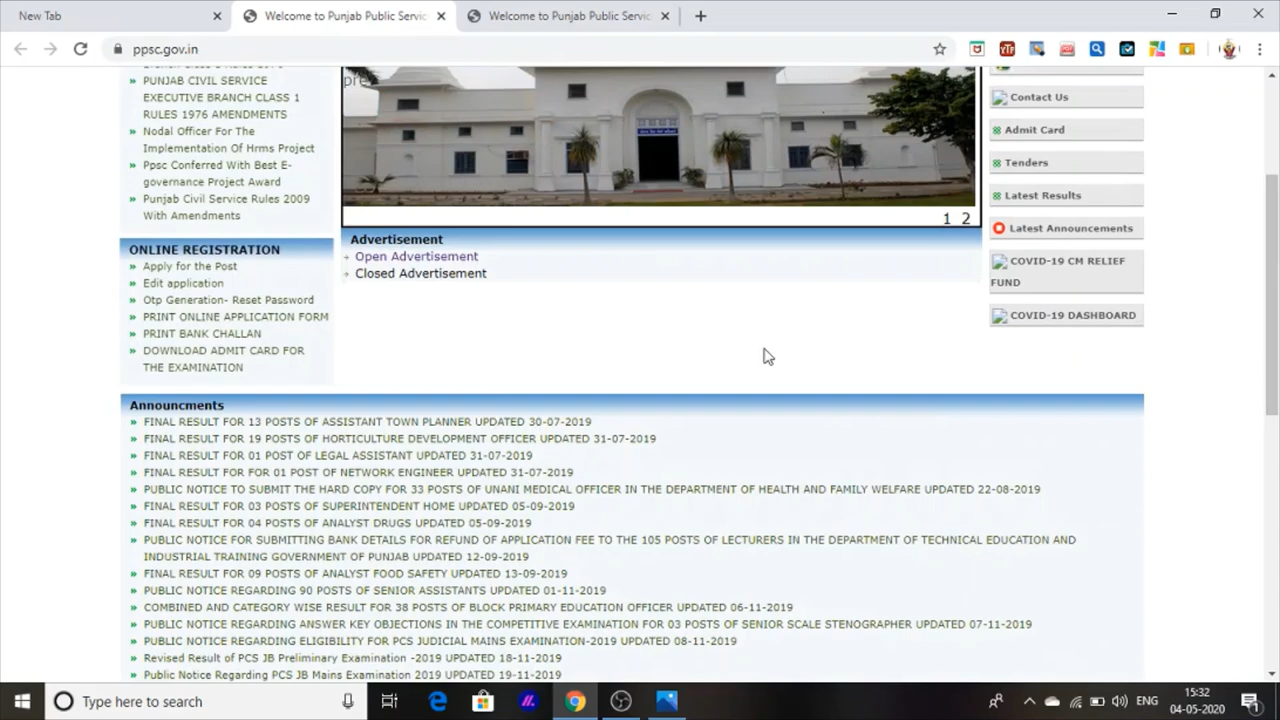 New Tab
Welcome to Punjab Public Servic
Welcome to Punjab Public Servic
ppsc.gov.in
PUNJAB CIVIL SERVICE
EXECUTIVE BRANCH CLASS 1
RULES 1976 AMENDMENTS
Nodal Officer For The
Implementation Of Hrms Project
Ppsc Conferred With Best E-
governance Project Award
Punjab Civil Service Rules 2009
With Amendments
ONLINE REGISTRATION
Apply for the Post
Edit application
Otp Generation- Reset Password
PRINT ONLINE APPLICATION FORM
PRINT BANK CHALLAN
DOWNLOAD ADMIT CARD FOR
THE EXAMINATION
1 2
Advertisement
Open Advertisement
Closed Advertisement
Contact Us
Admit Card
Tenders
Latest Results
Latest Announcements
COVID-19 CM RELIEF
FUND
COVID-19 DASHBOARD
Announcments
FINAL RESULT FOR 13 POSTS OF ASSISTANT TOWN PLANNER UPDATED 30-07-2019
FINAL RESULT FOR 19 POSTS OF HORTICULTURE DEVELOPMENT OFFICER UPDATED 31-07-2019
FINAL RESULT FOR 01 POST OF LEGAL ASSISTANT UPDATED 31-07-2019
FINAL RESULT FOR FOR 01 POST OF NETWORK ENGINEER UPDATED 31-07-2019
PUBLIC NOTICE TO SUBMIT THE HARD COPY FOR 33 POSTS OF UNANI MEDICAL OFFICER IN THE DEPARTMENT OF HEALTH AND FAMILY WELFARE UPDATED 22-08-2019
FINAL RESULT FOR 03 POSTS OF SUPERINTENDENT HOME UPDATED 05-09-2019
FINAL RESULT FOR 04 POSTS OF ANALYST DRUGS UPDATED 05-09-2019
PUBLIC NOTICE FOR SUBMITTING BANK DETAILS FOR REFUND OF APPLICATION FEE TO THE 105 POSTS OF LECTURERS IN THE DEPARTMENT OF TECHNICAL EDUCATION AND
INDUSTRIAL TRAINING GOVERNMENT OF PUNJAB UPDATED 12-09-2019
FINAL RESULT FOR 09 POSTS OF ANALYST FOOD SAFETY UPDATED 13-09-2019
PUBLIC NOTICE REGARDING 90 POSTS OF SENIOR ASSISTANTS UPDATED 01-11-2019
COMBINED AND CATEGORY WISE RESULT FOR 38 POSTS OF BLOCK PRIMARY EDUCATION OFFICER UPDATED 06-11-2019
PUBLIC NOTICE REGARDING ANSWER KEY OBJECTIONS IN THE COMPETITIVE EXAMINATION FOR 03 POSTS OF SENIOR SCALE STENOGRAPHER UPDATED 07-11-2019
PUBLIC NOTICE REGARDING ELIGIBILITY FOR PCS JUDICIAL MAINS EXAMINATION-2019 UPDATED 08-11-2019
Revised Result of PCS JB Preliminary Examination -2019 UPDATED 18-11-2019
Public Notice Regarding PCS JB Mains Examination 2019 UPDATED 19-11-2019
Type here to search
ENG
15:32
04-05-2020